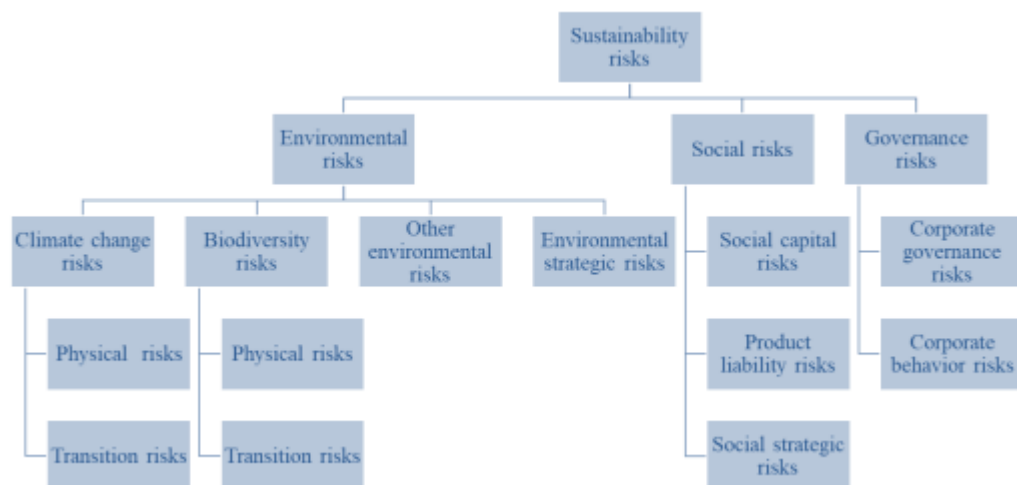 Sustainability
risks
Environmental
risks
Social risks
Governance
risks
Climate change
risks
Biodiversity
risks
Other
environmental
risks
Environmental
strategic risks
Social capital
risks
Corporate
governance
risks
Physical risks
Physical risks
Product
liability risks
Corporate
behavior risks
Transition risks
Transition risks
Social strategic
risks